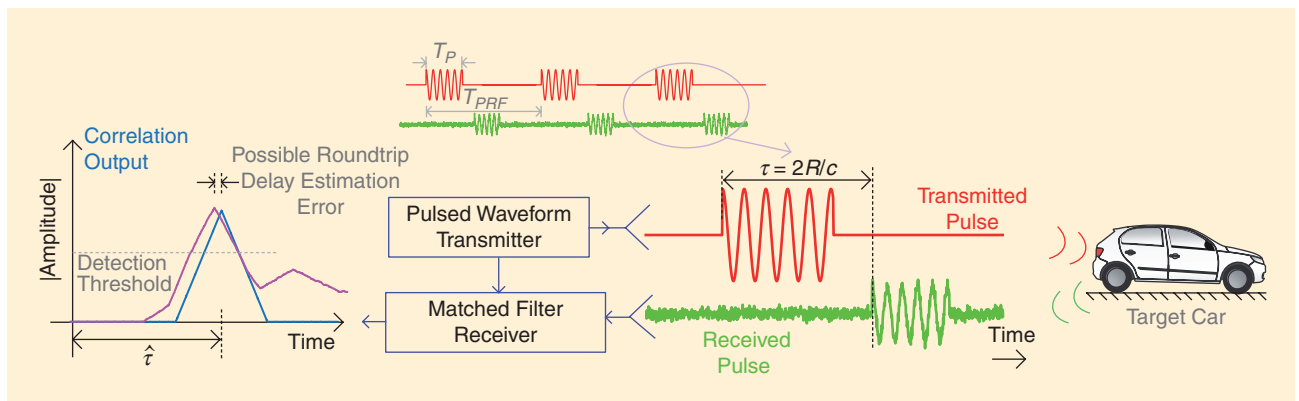 T_P
T_PRF
Correlation
Output
Possible Roundtrip
Delay Estimation
Error
|Amplitude|
Detection
Threshold
Time
τ̂
Pulsed Waveform
Transmitter
Matched Filter
Receiver
τ = 2R/c
Transmitted
Pulse
Received
Pulse
Time
Target Car